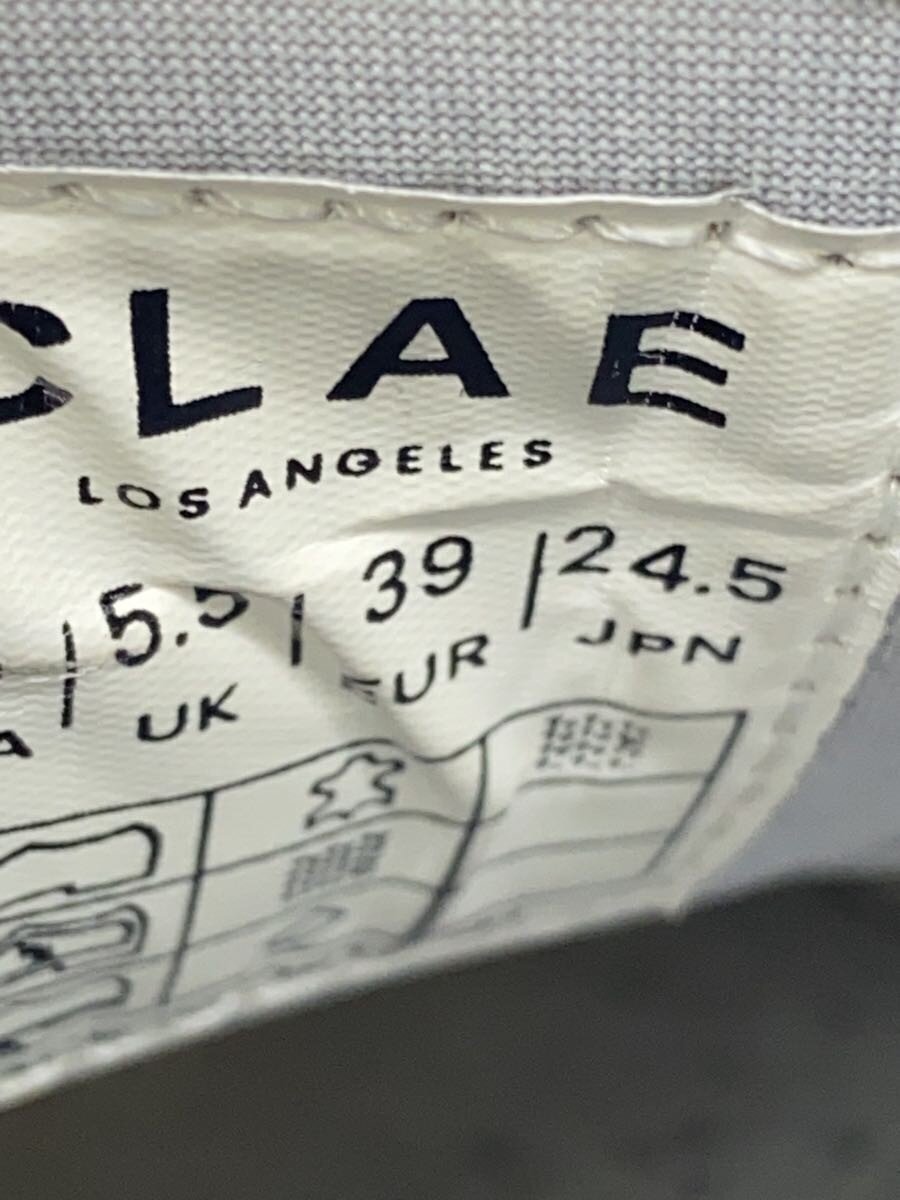 CLAE
LOS ANGELES
5.5 | 39 | 24.5
UK EUR JPN